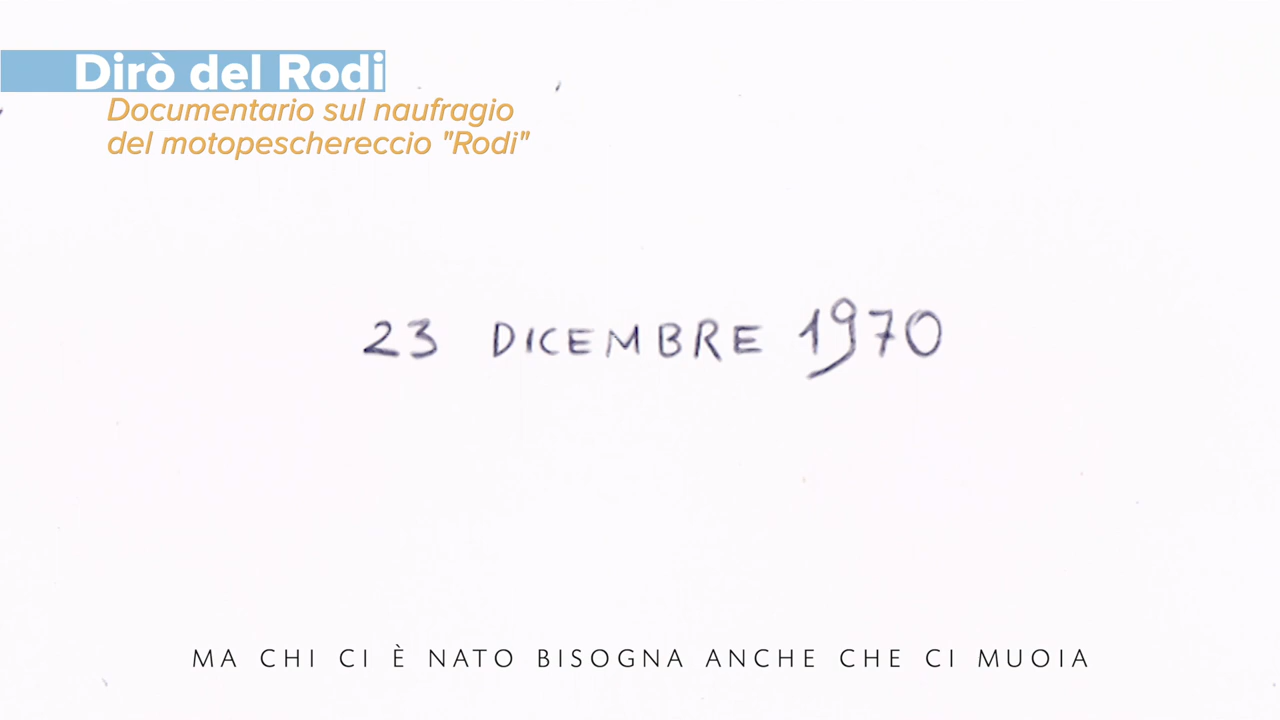 Dirò del Rodi
Documentario sul naufragio
del motopeschereccio "Rodi"
23 DICEMBRE 1970
MA CHI CI È NATO BISOGNA ANCHE CHE CI MUOIA